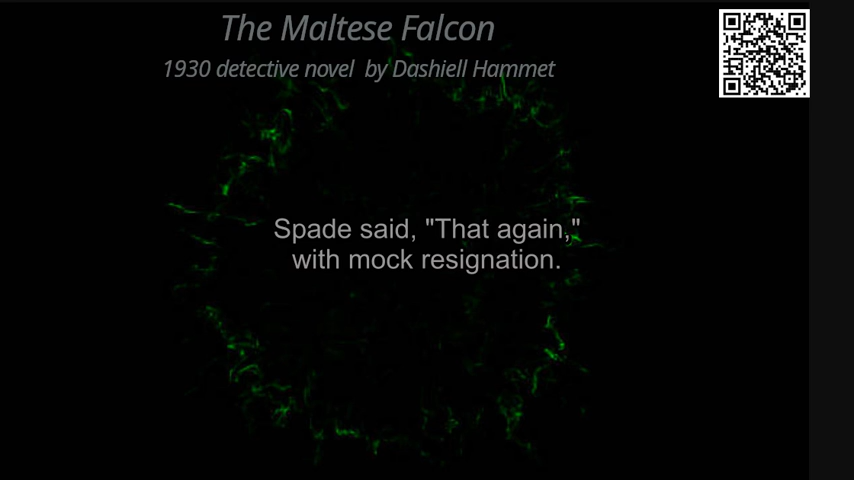 The Maltese Falcon
1930 detective novel by Dashiell Hammet
Spade said, "That again,"
with mock resignation.